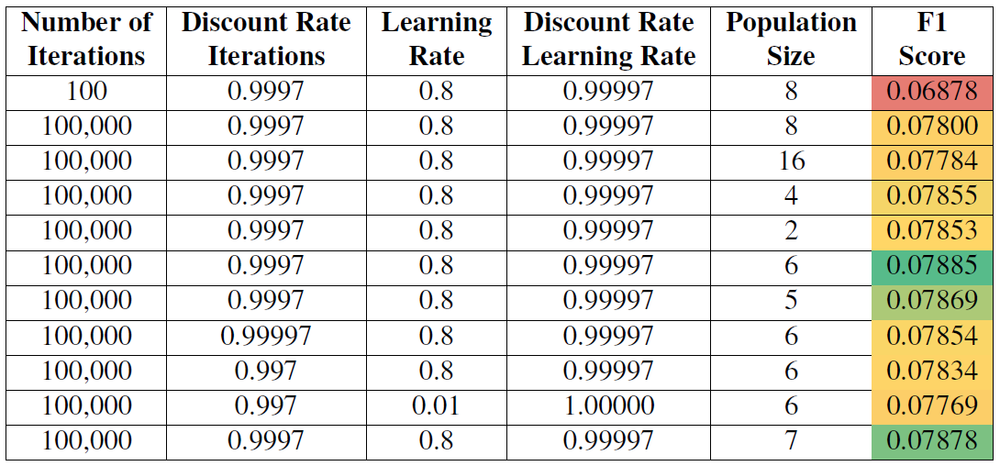 Number of Iterations Discount Rate Iterations Learning Rate Discount Rate Learning Rate Population Size F1 Score
100 0.9997 0.8 0.99997 8 0.06878
100,000 0.9997 0.8 0.99997 8 0.07800
100,000 0.9997 0.8 0.99997 16 0.07784
100,000 0.9997 0.8 0.99997 4 0.07855
100,000 0.9997 0.8 0.99997 2 0.07853
100,000 0.9997 0.8 0.99997 6 0.07885
100,000 0.9997 0.8 0.99997 5 0.07869
100,000 0.99997 0.8 0.99997 6 0.07854
100,000 0.997 0.8 0.99997 6 0.07834
100,000 0.997 0.01 1.00000 6 0.07769
100,000 0.9997 0.8 0.99997 7 0.07878